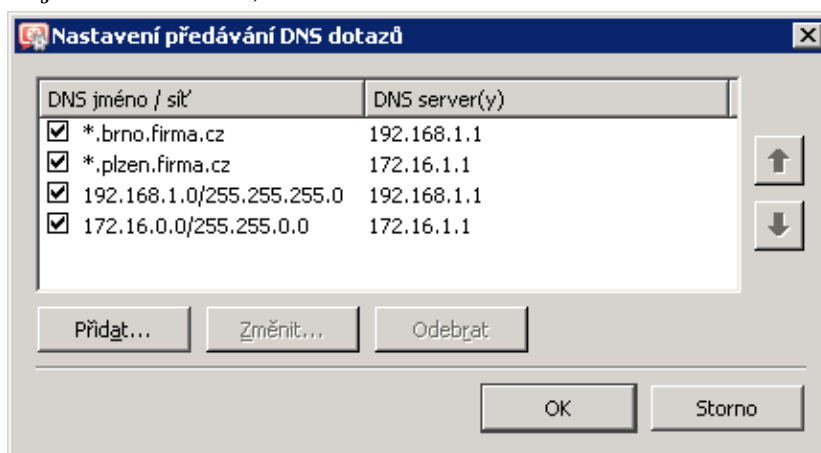 Nastavení předávání DNS dotazů
DNS jméno / síť DNS server(y)
*.brno.firma.cz 192.168.1.1
*.plzen.firma.cz 172.16.1.1
192.168.1.0/255.255.255.0 192.168.1.1
172.16.0.0/255.255.0.0 172.16.1.1
Přidat... Změnit... Odebrat
OK Storno